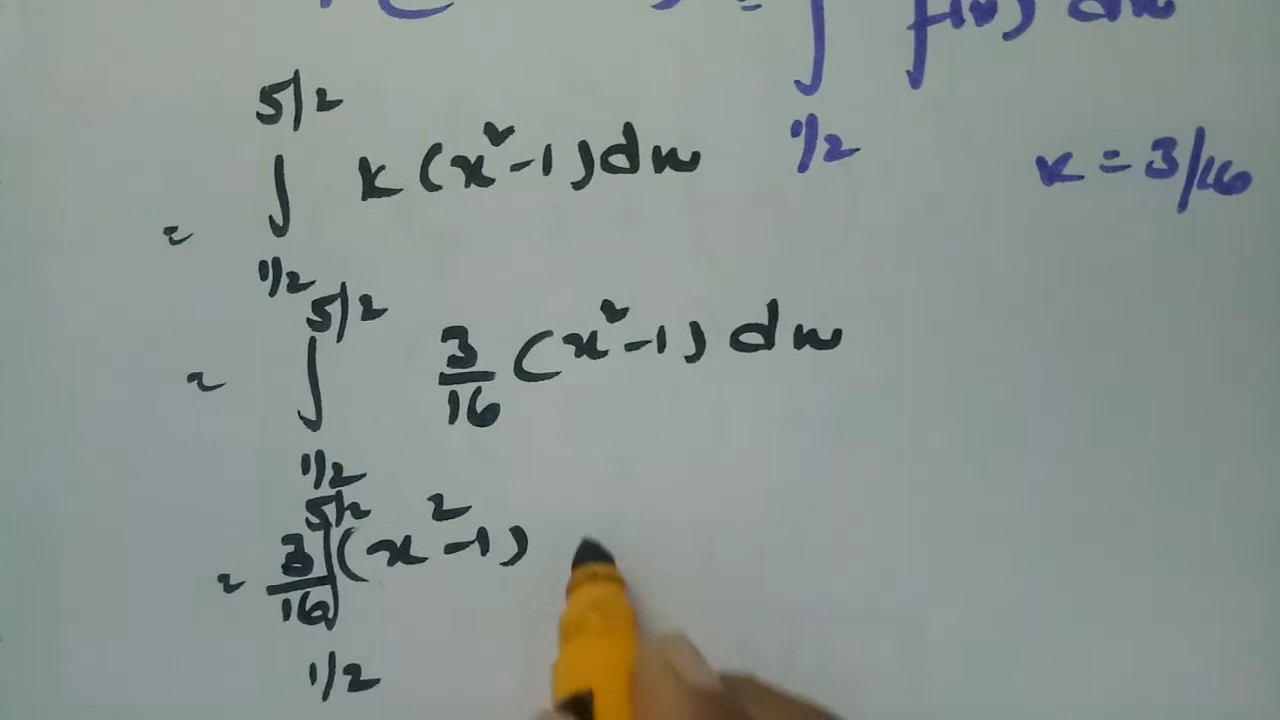 ∫ f(x) dx
5/2
∫ K (x²-1) dx 1/2 K = 3/16
=
1/2
5/2
= ∫ 3/16 (x²-1) dx
1/2
5/2
= 3/16 ∫ (x²-1)
1/2